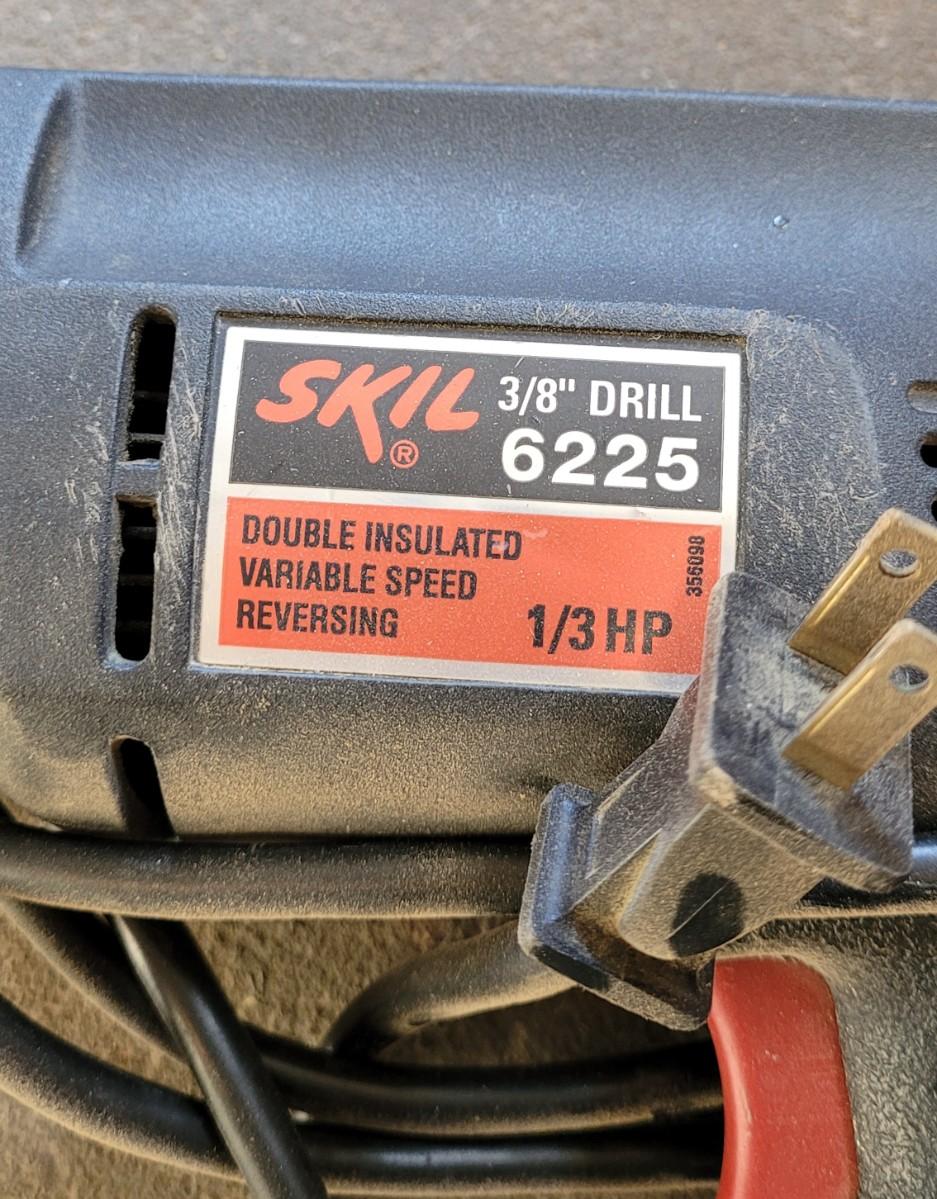 SKIL®
3/8" DRILL
6225
DOUBLE INSULATED
VARIABLE SPEED
REVERSING
1/3 HP
356098